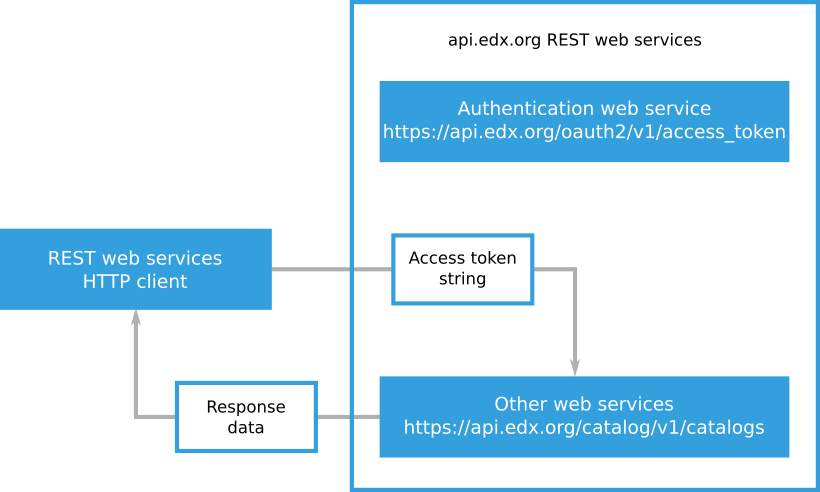 api.edx.org REST web services
Authentication web service
https://api.edx.org/oauth2/v1/access_token
REST web services
HTTP client
Access token
string
Response
data
Other web services
https://api.edx.org/catalog/v1/catalogs